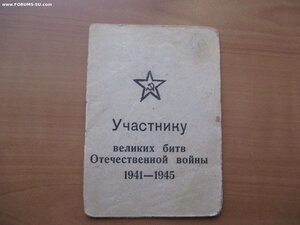 www.FORUMS-SU.com
Участнику
великих битв
Отечественной войны
1941—1945